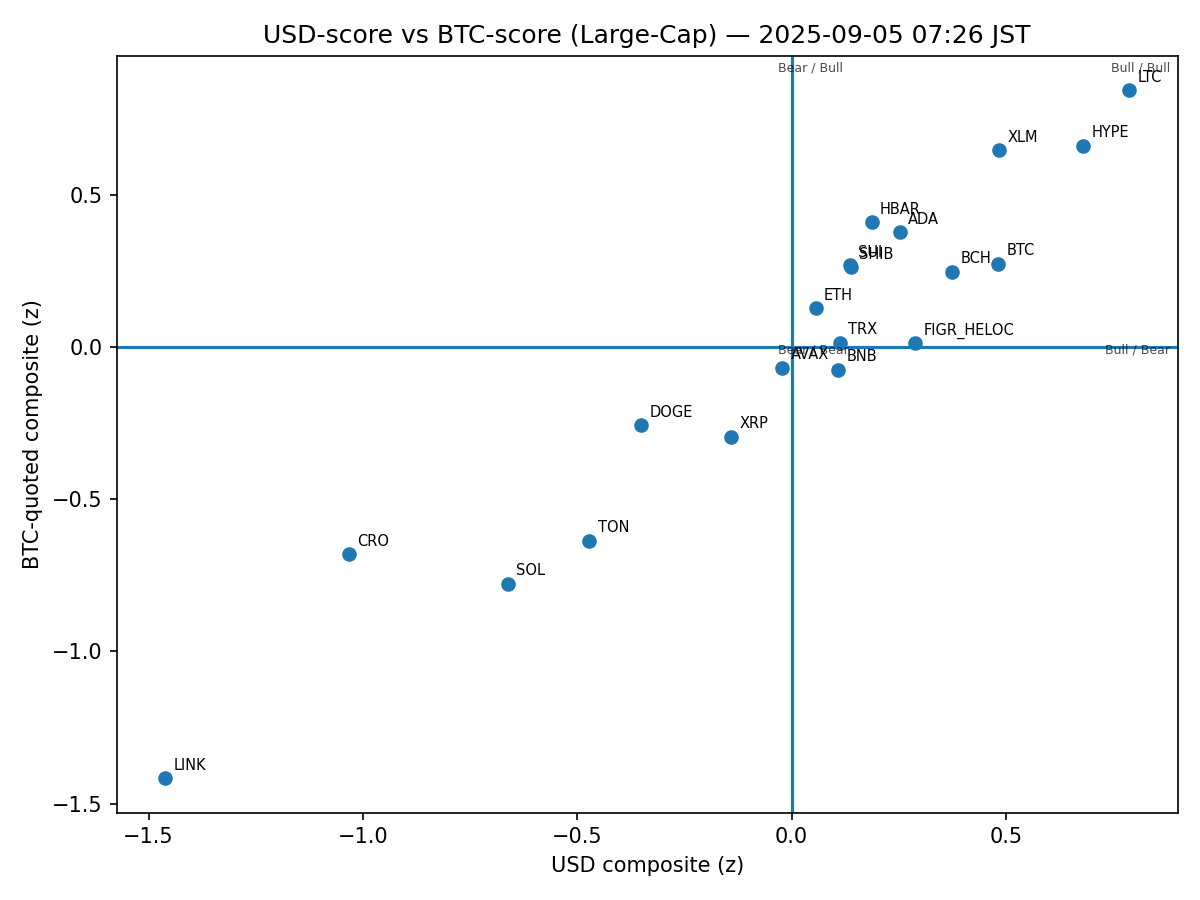 USD-score vs BTC-score (Large-Cap) — 2025-09-05 07:26 JST
Bear / Bull
Bull / Bull
LTC
HYPE
XLM
HBAR
ADA
SUI
SHIB
BTC
BCH
ETH
TRX
FIGR_HELOC
Bear / Bear
Bull / Bear
AVAX
BNB
DOGE
XRP
TON
CRO
SOL
LINK
0.5
0.0
−0.5
−1.0
−1.5
BTC-quoted composite (z)
−1.5
−1.0
−0.5
0.0
0.5
USD composite (z)